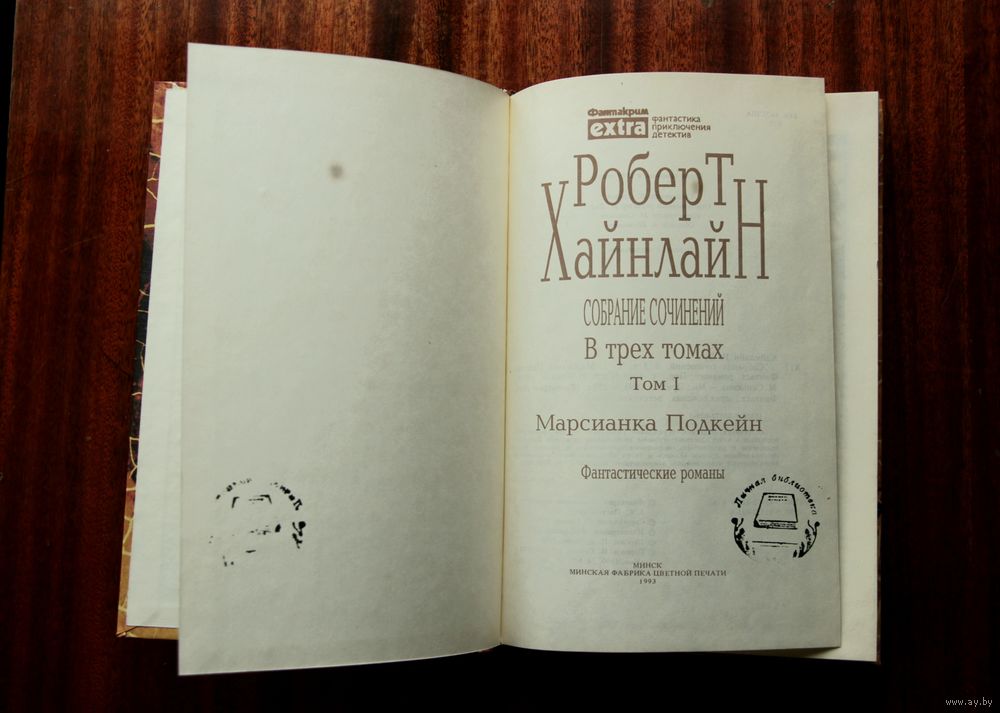 Фантакрим
extra
фантастика
приключения
детектив
Роберт
Хайнлайн
СОБРАНИЕ СОЧИНЕНИЙ
В трех томах
Том I
Марсианка Подкейн
Фантастические романы
Личная библиотека
МИНСК
МИНСКАЯ ФАБРИКА ЦВЕТНОЙ ПЕЧАТИ
1993
www.ay.by